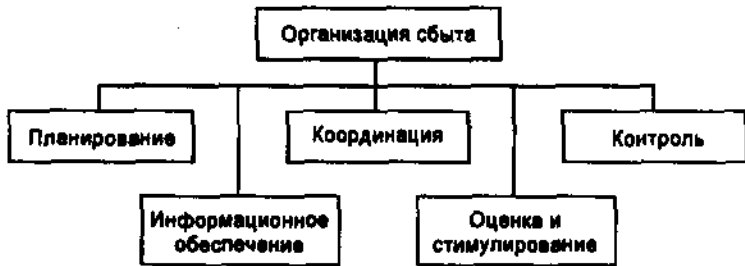 Организация сбыта
Планирование
Координация
Контроль
Информационное
обеспечение
Оценка и
стимулирование